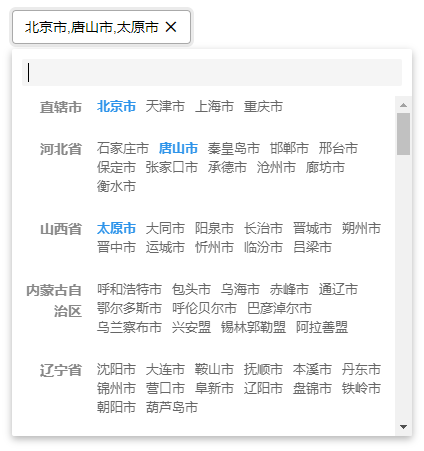 北京市,唐山市,太原市 ×
直辖市 北京市 天津市 上海市 重庆市
河北省 石家庄市 唐山市 秦皇岛市 邯郸市 邢台市
保定市 张家口市 承德市 沧州市 廊坊市
衡水市
山西省 太原市 大同市 阳泉市 长治市 晋城市 朔州市
晋中市 运城市 忻州市 临汾市 吕梁市
内蒙古自 呼和浩特市 包头市 乌海市 赤峰市 通辽市
治区 鄂尔多斯市 呼伦贝尔市 巴彦淖尔市
乌兰察布市 兴安盟 锡林郭勒盟 阿拉善盟
辽宁省 沈阳市 大连市 鞍山市 抚顺市 本溪市 丹东市
锦州市 营口市 阜新市 辽阳市 盘锦市 铁岭市
朝阳市 葫芦岛市